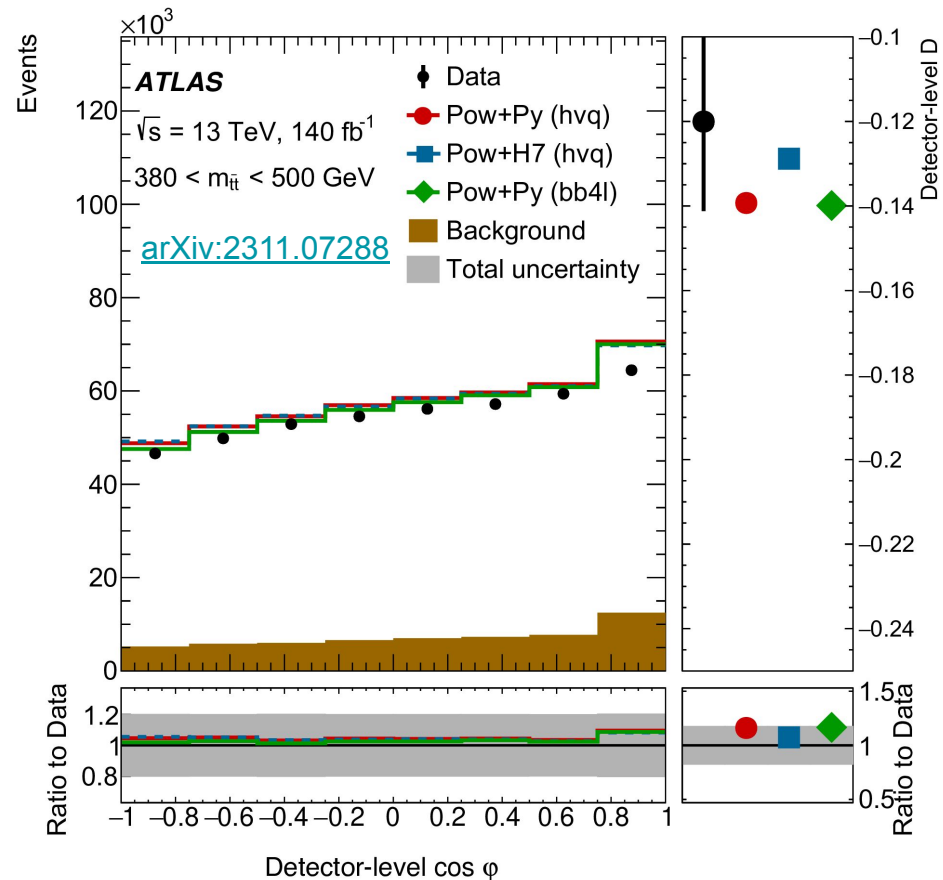 ×10³
Events
ATLAS
√s = 13 TeV, 140 fb⁻¹
380 < m_tt̄ < 500 GeV
arXiv:2311.07288
Data
Pow+Py (hvq)
Pow+H7 (hvq)
Pow+Py (bb4l)
Background
Total uncertainty
120
100
80
60
40
20
0
Detector-level D
−0.1
−0.12
−0.14
−0.16
−0.18
−0.2
−0.22
−0.24
Ratio to Data
1.2
1
0.8
−1 −0.8 −0.6 −0.4 −0.2 0 0.2 0.4 0.6 0.8 1
Detector-level cos φ
1.5
1
0.5
Ratio to Data